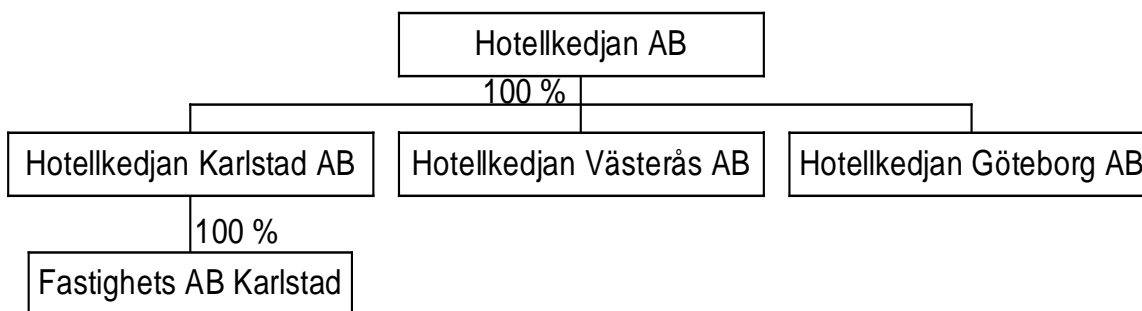 Hotellkedjan AB
100 %
Hotellkedjan Karlstad AB
Hotellkedjan Västerås AB
Hotellkedjan Göteborg AB
100 %
Fastighets AB Karlstad